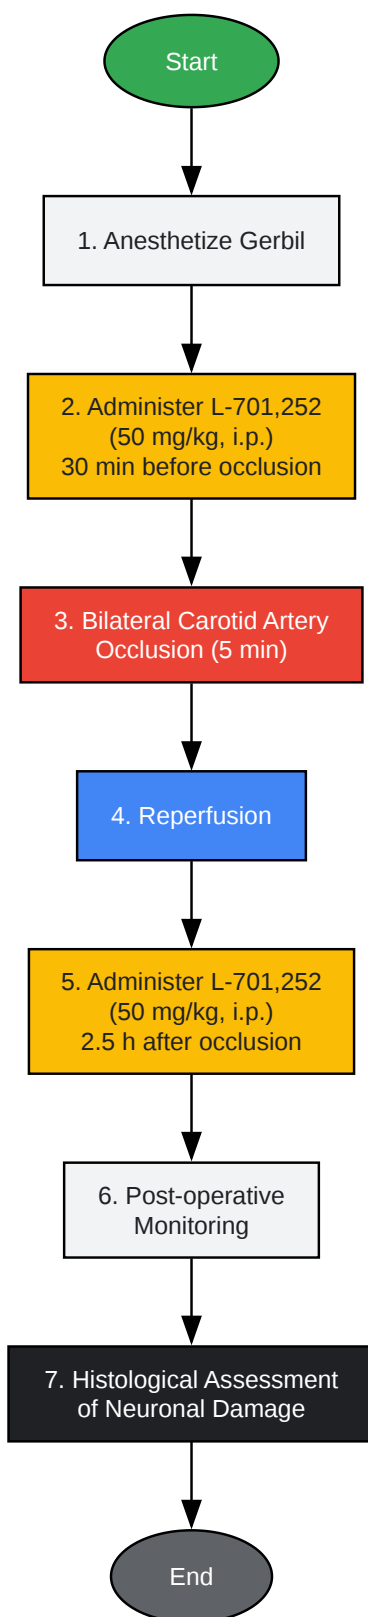 Start
1. Anesthetize Gerbil
2. Administer L-701,252
(50 mg/kg, i.p.)
30 min before occlusion
3. Bilateral Carotid Artery
Occlusion (5 min)
4. Reperfusion
5. Administer L-701,252
(50 mg/kg, i.p.)
2.5 h after occlusion
6. Post-operative
Monitoring
7. Histological Assessment
of Neuronal Damage
End